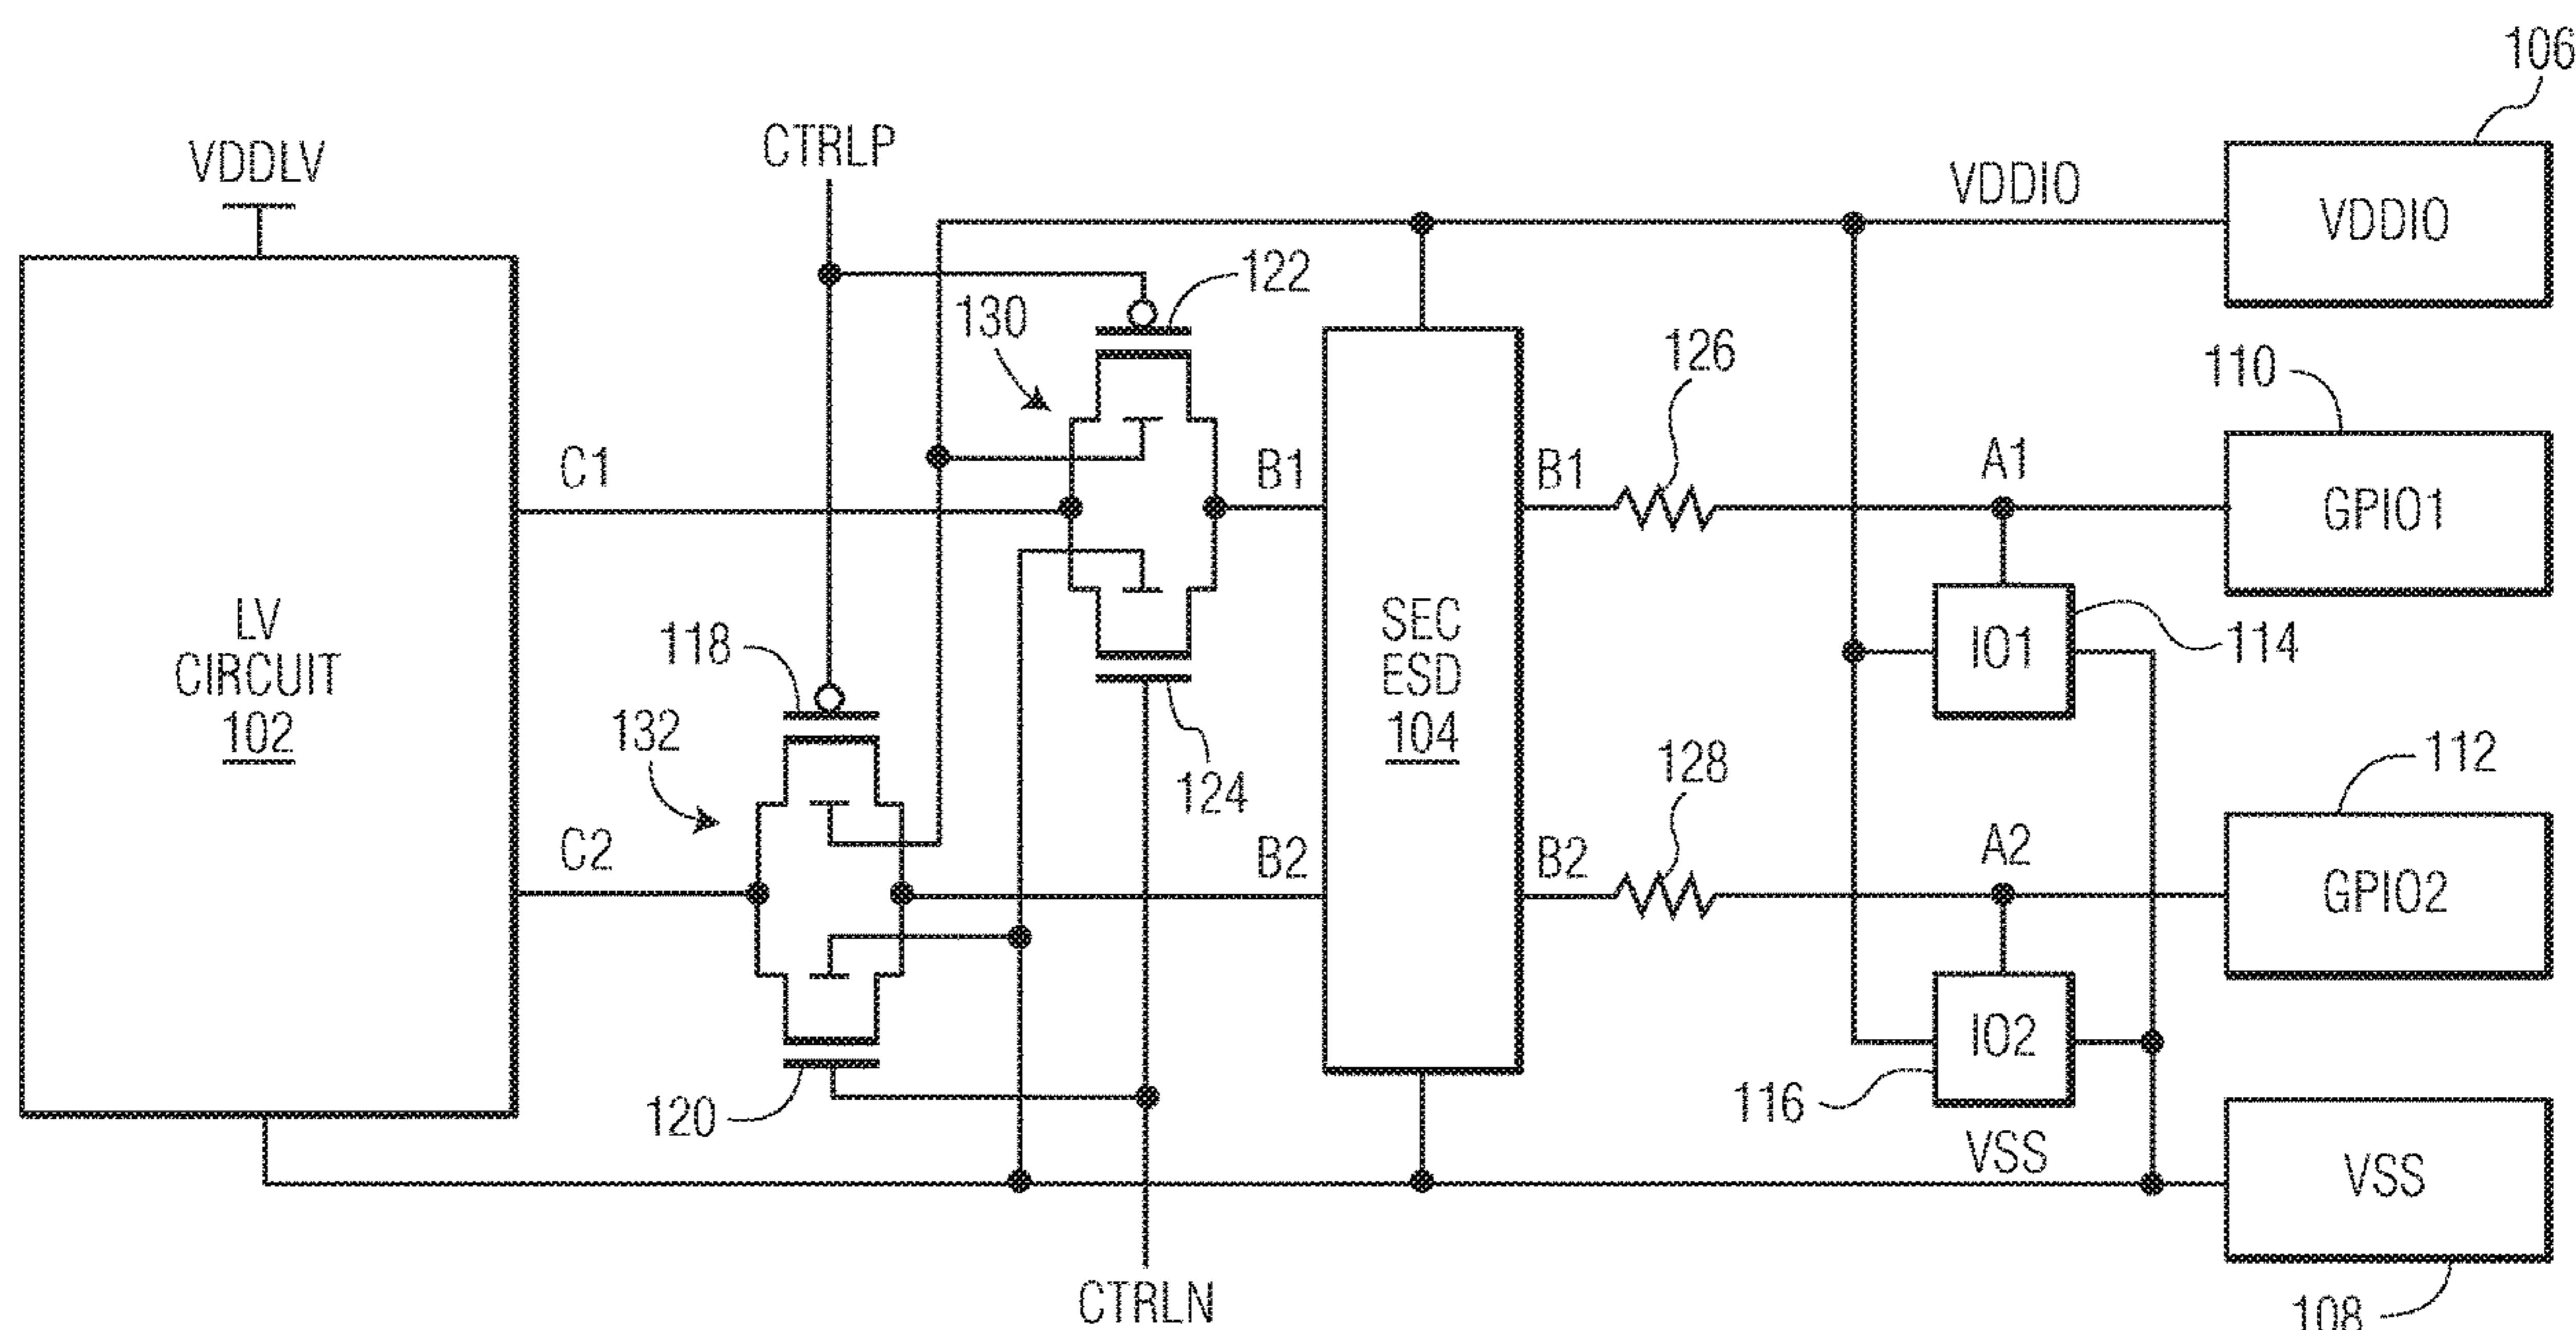 106
VDDLV
CTRLP
VDDIO
VDDIO
122
130
126
110
C1
B1
B1
A1
GPIO1
LV
CIRCUIT
102
118
SEC
ESD
104
IO1
114
132
124
128
112
C2
B2
B2
A2
GPIO2
120
116
IO2
VSS
VSS
CTRLN
108